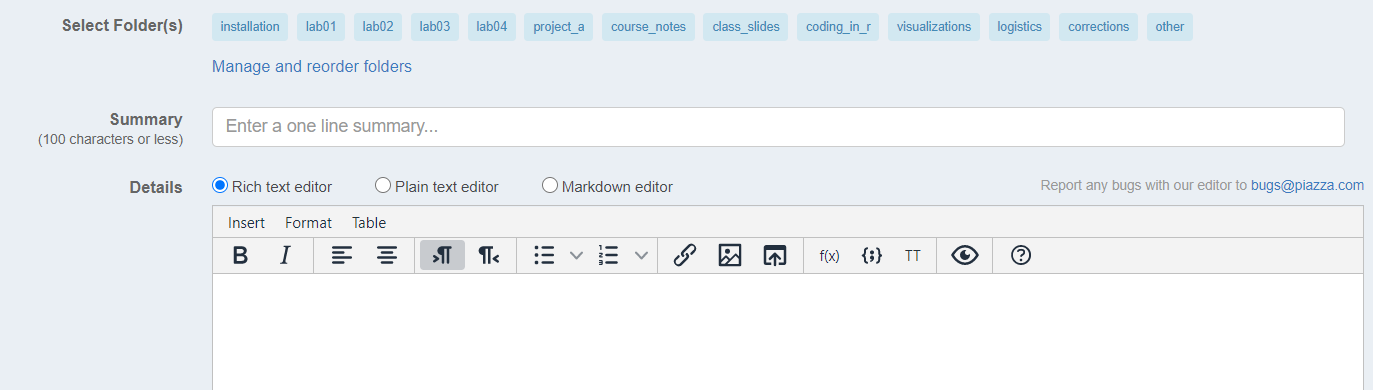 Select Folder(s) installation lab01 lab02 lab03 lab04 project_a course_notes class_slides coding_in_r visualizations logistics corrections other
Manage and reorder folders
Summary
(100 characters or less)
Enter a one line summary...
Details Rich text editor Plain text editor Markdown editor Report any bugs with our editor to bugs@piazza.com
Insert Format Table
B I f(x) {;} TT